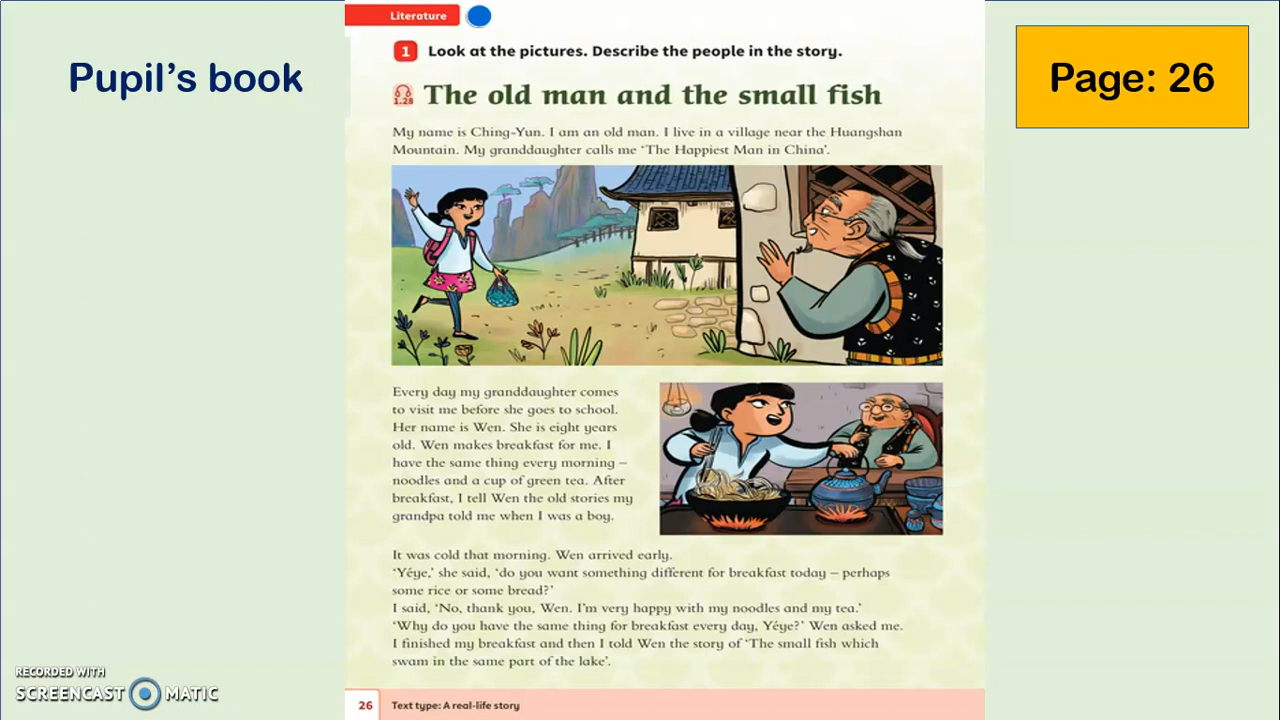 Pupil's book
Page: 26
Literature
1 Look at the pictures. Describe the people in the story.
1.28 The old man and the small fish
My name is Ching-Yun. I am an old man. I live in a village near the Huangshan
Mountain. My granddaughter calls me 'The Happiest Man in China'.
Every day my granddaughter comes
to visit me before she goes to school.
Her name is Wen. She is eight years
old. Wen makes breakfast for me. I
have the same thing every morning –
noodles and a cup of green tea. After
breakfast, I tell Wen the old stories my
grandpa told me when I was a boy.
It was cold that morning. Wen arrived early.
'Yéye,' she said, 'do you want something different for breakfast today – perhaps
some rice or some bread?'
I said, 'No, thank you, Wen. I'm very happy with my noodles and my tea.'
'Why do you have the same thing for breakfast every day, Yéye?' Wen asked me.
I finished my breakfast and then I told Wen the story of 'The small fish which
swam in the same part of the lake'.
26 Text type: A real-life story
RECORDED WITH
SCREENCAST MATIC